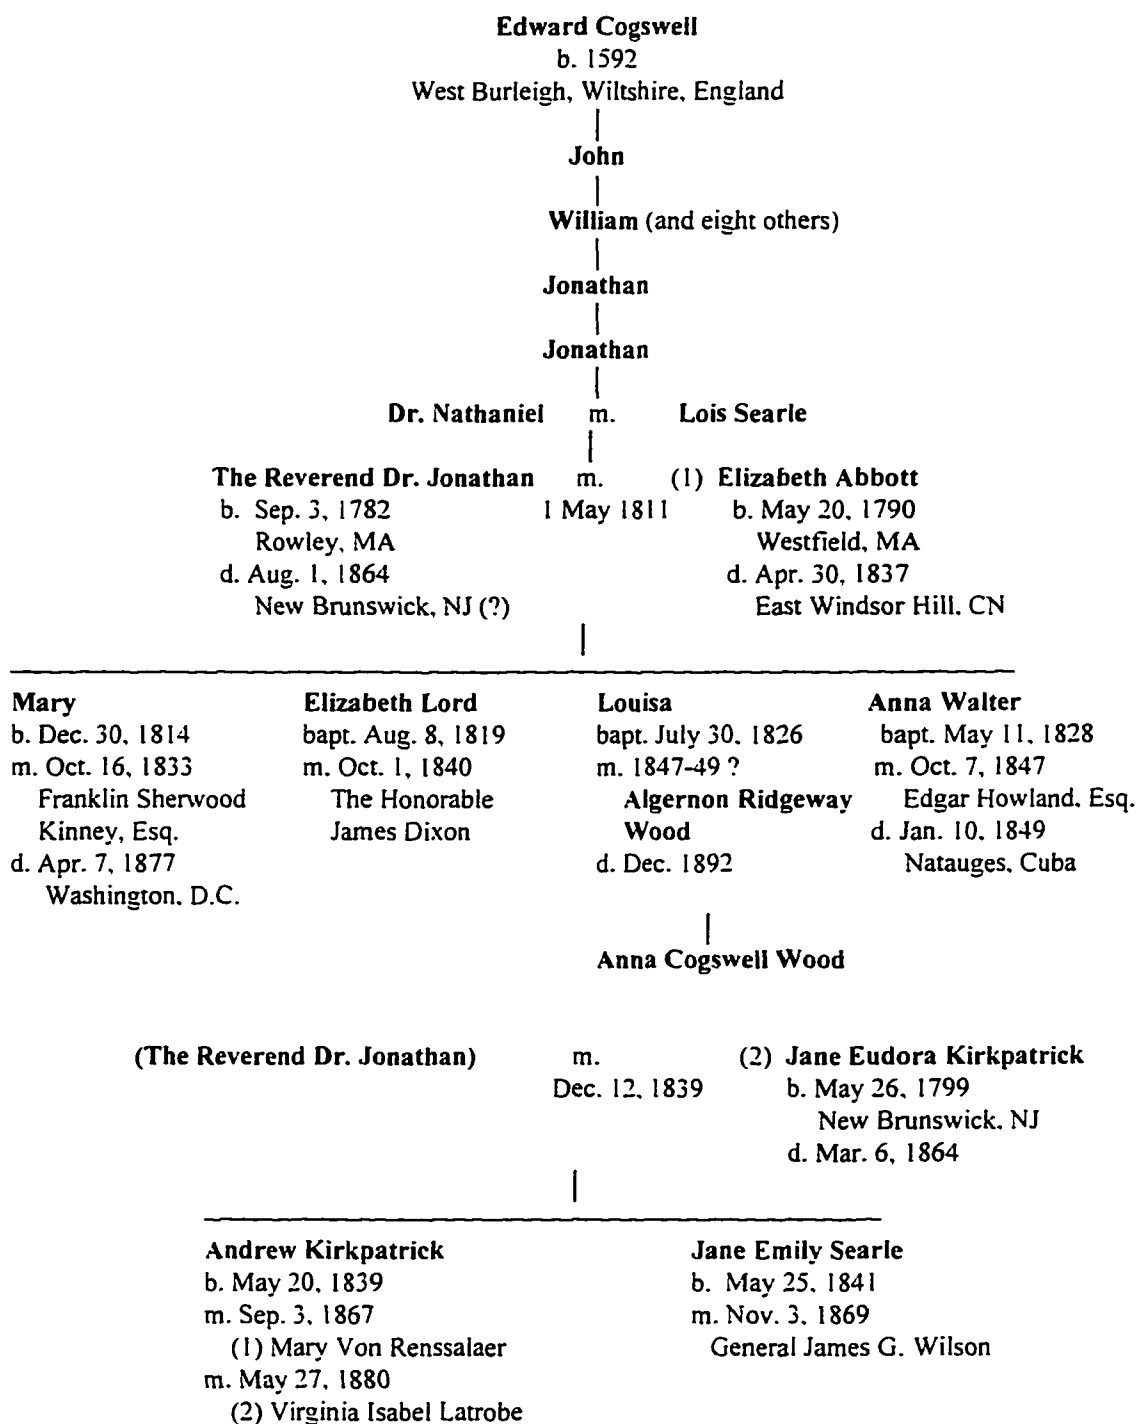 Edward Cogswell
b. 1592
West Burleigh, Wiltshire, England
John
William (and eight others)
Jonathan
Jonathan
Dr. Nathaniel m. Lois Searle
The Reverend Dr. Jonathan m. (1) Elizabeth Abbott
b. Sep. 3, 1782 1 May 1811 b. May 20, 1790
Rowley, MA Westfield, MA
d. Aug. 1, 1864 d. Apr. 30, 1837
New Brunswick, NJ (?) East Windsor Hill, CN
Mary
b. Dec. 30, 1814
m. Oct. 16, 1833
Franklin Sherwood
Kinney, Esq.
d. Apr. 7, 1877
Washington, D.C.
Elizabeth Lord
bapt. Aug. 8, 1819
m. Oct. 1, 1840
The Honorable
James Dixon
Louisa
bapt. July 30, 1826
m. 1847-49 ?
Algernon Ridgeway
Wood
d. Dec. 1892
Anna Walter
bapt. May 11, 1828
m. Oct. 7, 1847
Edgar Howland, Esq.
d. Jan. 10, 1849
Natauges, Cuba
Anna Cogswell Wood
(The Reverend Dr. Jonathan) m. (2) Jane Eudora Kirkpatrick
Dec. 12, 1839 b. May 26, 1799
New Brunswick, NJ
d. Mar. 6, 1864
Andrew Kirkpatrick
b. May 20, 1839
m. Sep. 3, 1867
(1) Mary Von Renssalaer
m. May 27, 1880
(2) Virginia Isabel Latrobe
Jane Emily Searle
b. May 25, 1841
m. Nov. 3, 1869
General James G. Wilson